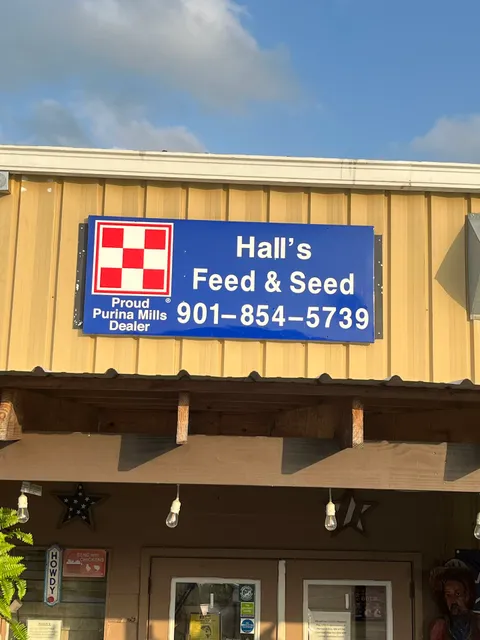 Hall's
Feed & Seed
901-854-5739
Proud
Purina Mills®
Dealer
HOWDY